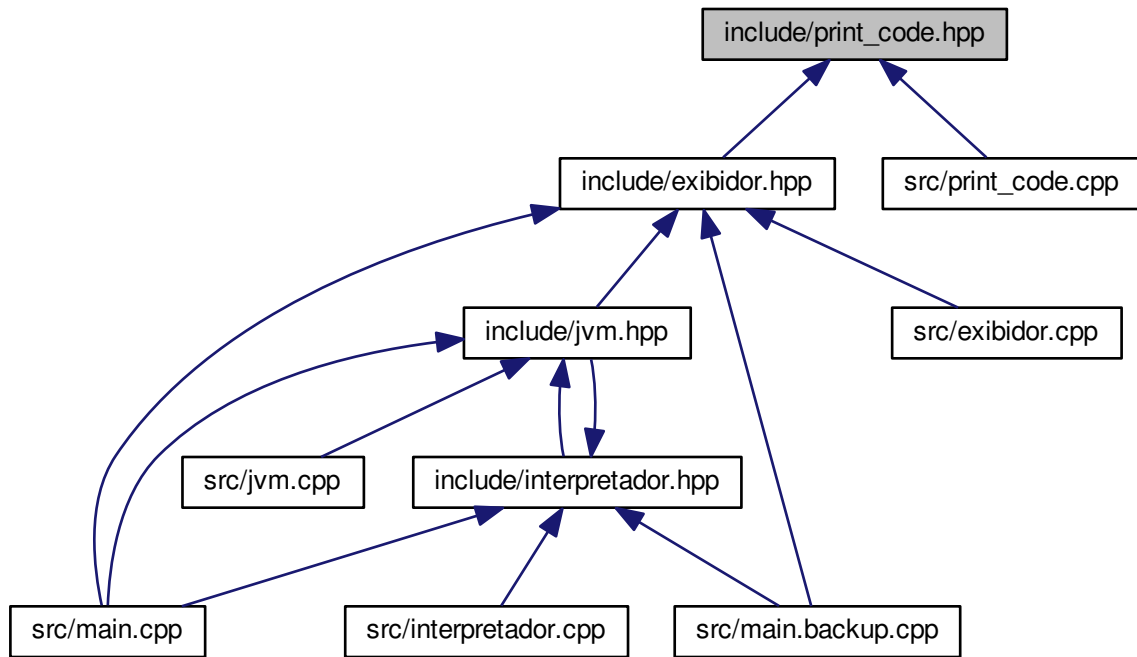 include/print_code.hpp
include/exibidor.hpp
src/print_code.cpp
include/jvm.hpp
src/exibidor.cpp
src/jvm.cpp
include/interpretador.hpp
src/main.cpp
src/interpretador.cpp
src/main.backup.cpp